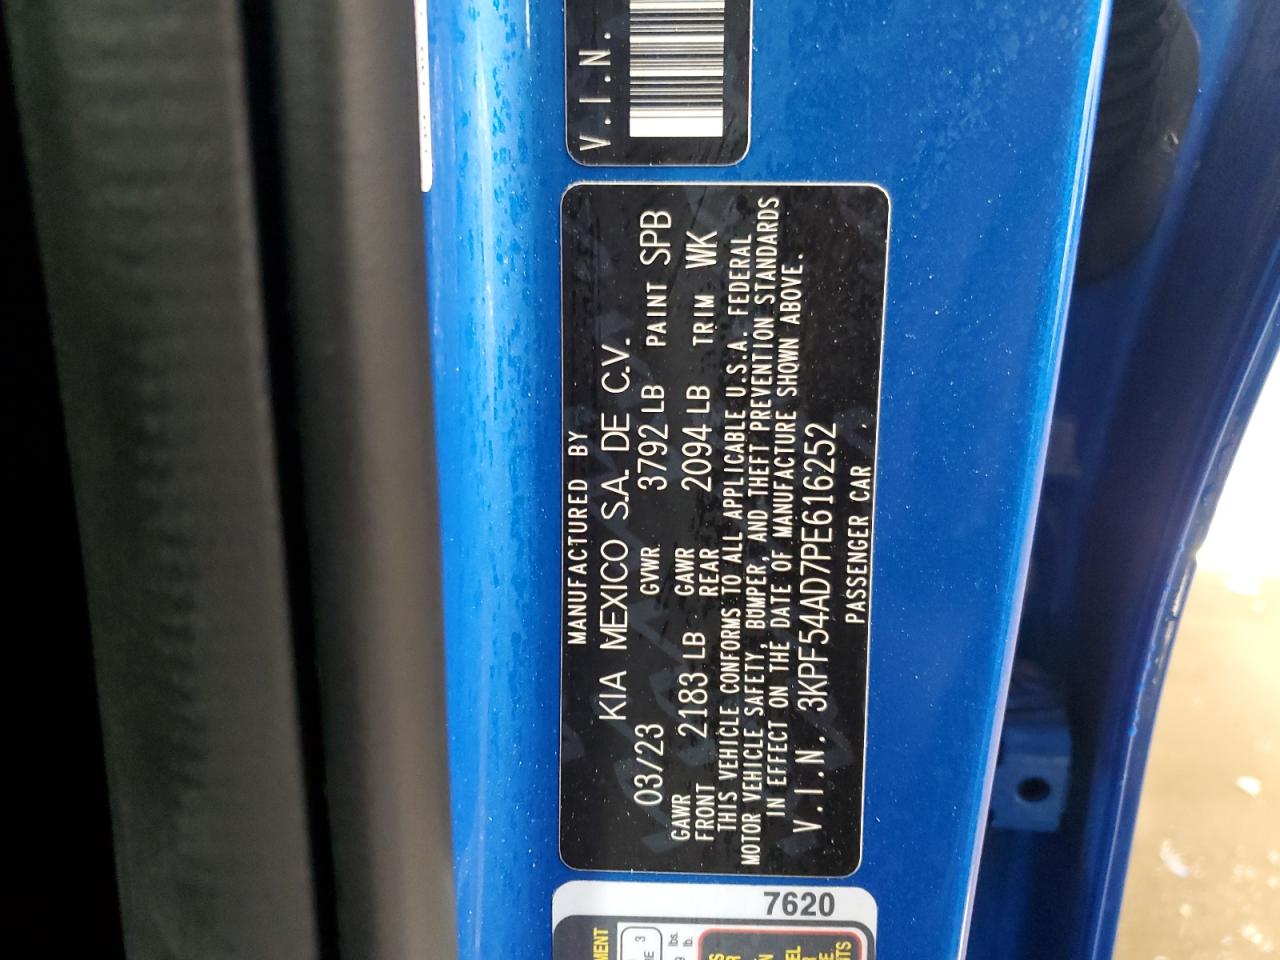 V.I.N.
MANUFACTURED BY
KIA MEXICO S.A. DE C.V.
03/23 GVWR 3792 LB PAINT SPB
GAWR FRONT 2183 LB GAWR REAR 2094 LB TRIM WK
THIS VEHICLE CONFORMS TO ALL APPLICABLE U.S.A. FEDERAL
MOTOR VEHICLE SAFETY, BUMPER, AND THEFT PREVENTION STANDARDS
IN EFFECT ON THE DATE OF MANUFACTURE SHOWN ABOVE.
V.I.N. 3KPF54AD7PE616252
PASSENGER CAR
7620